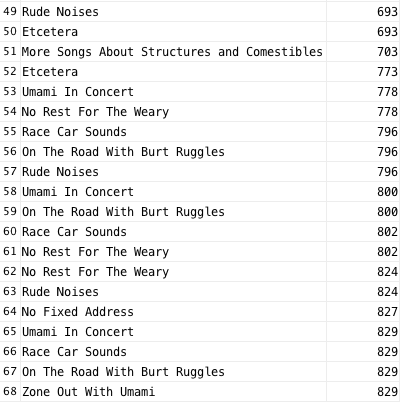 49 Rude Noises 693
50 Etcetera 693
51 More Songs About Structures and Comestibles 703
52 Etcetera 773
53 Umami In Concert 778
54 No Rest For The Weary 778
55 Race Car Sounds 796
56 On The Road With Burt Ruggles 796
57 Rude Noises 796
58 Umami In Concert 800
59 On The Road With Burt Ruggles 800
60 Race Car Sounds 802
61 No Rest For The Weary 802
62 No Rest For The Weary 824
63 Rude Noises 824
64 No Fixed Address 827
65 Umami In Concert 829
66 Race Car Sounds 829
67 On The Road With Burt Ruggles 829
68 Zone Out With Umami 829